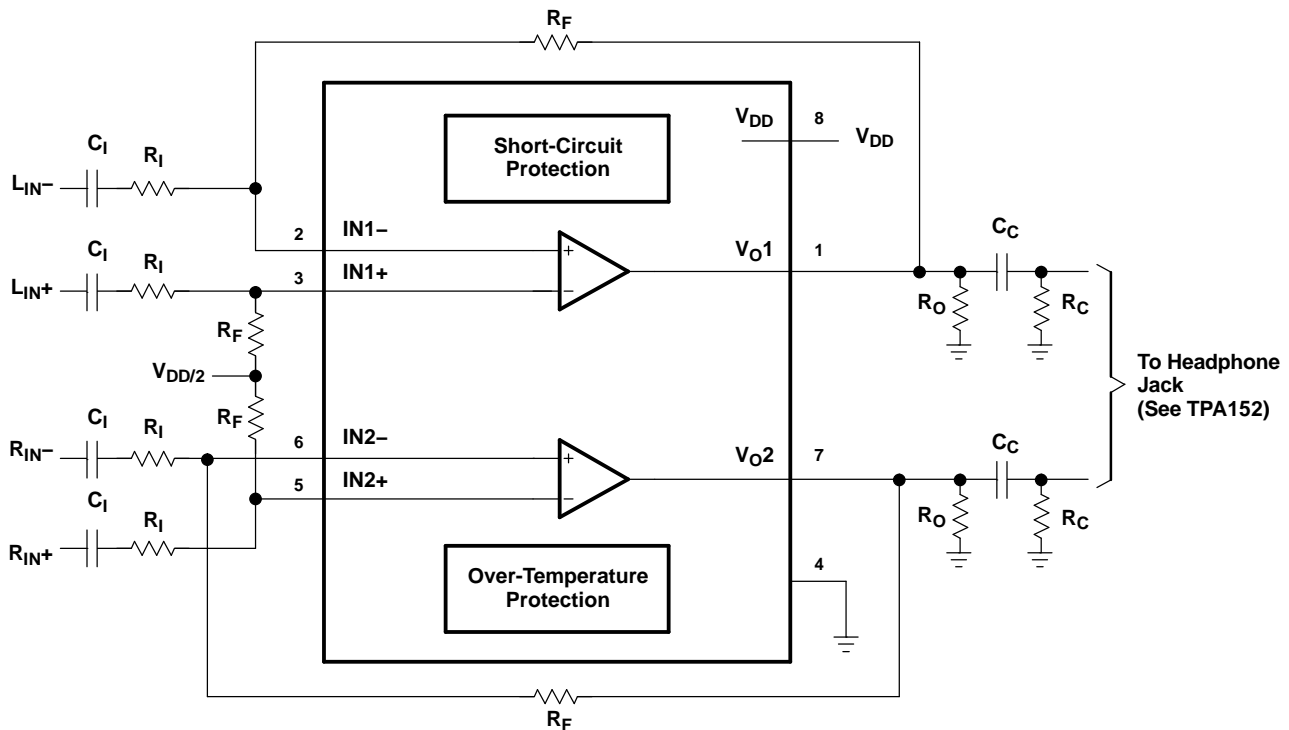 RF
Short-Circuit
Protection
VDD
8
VDD
CI
RI
LIN−
2
IN1−
+
VO1
1
CC
CI
RI
LIN+
3
IN1+
−
RO
RC
RF
VDD/2
To Headphone
Jack
(See TPA152)
RF
CI
RI
RIN−
6
IN2−
+
VO2
7
CC
5
IN2+
−
CI
RI
RIN+
RO
RC
Over-Temperature
Protection
4
RF